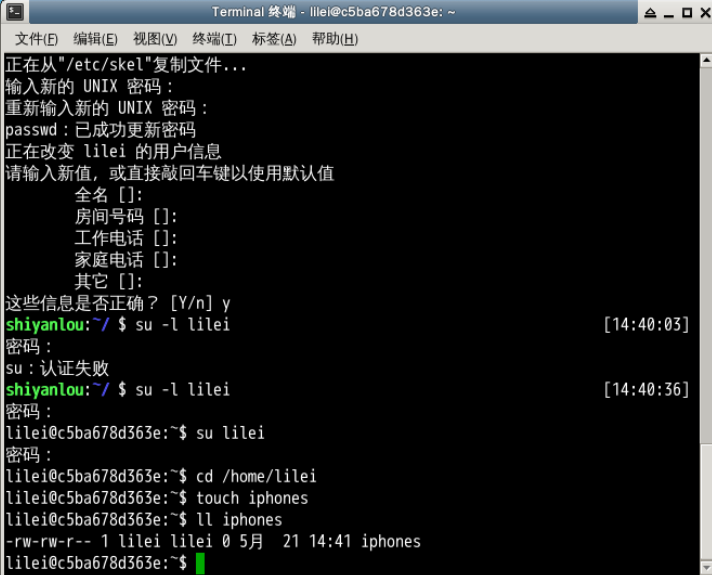 Terminal 终端 - lilei@c5ba678d363e: ~
文件(F) 编辑(E) 视图(V) 终端(T) 标签(A) 帮助(H)
正在从"/etc/skel"复制文件...
输入新的 UNIX 密码：
重新输入新的 UNIX 密码：
passwd：已成功更新密码
正在改变 lilei 的用户信息
请输入新值，或直接敲回车键以使用默认值
全名 []:
房间号码 []:
工作电话 []:
家庭电话 []:
其它 []:
这些信息是否正确？ [Y/n] y
shiyanlou:~/ $ su -l lilei [14:40:03]
密码：
su：认证失败
shiyanlou:~/ $ su -l lilei [14:40:36]
密码：
lilei@c5ba678d363e:~$ su lilei
密码：
lilei@c5ba678d363e:~$ cd /home/lilei
lilei@c5ba678d363e:~$ touch iphones
lilei@c5ba678d363e:~$ ll iphones
-rw-rw-r-- 1 lilei lilei 0 5月  21 14:41 iphones
lilei@c5ba678d363e:~$